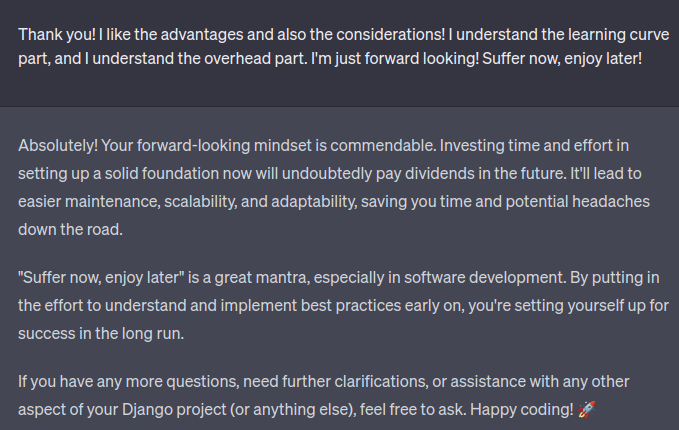 Thank you! I like the advantages and also the considerations! I understand the learning curve
part, and I understand the overhead part. I'm just forward looking! Suffer now, enjoy later!
Absolutely! Your forward-looking mindset is commendable. Investing time and effort in
setting up a solid foundation now will undoubtedly pay dividends in the future. It'll lead to
easier maintenance, scalability, and adaptability, saving you time and potential headaches
down the road.
"Suffer now, enjoy later" is a great mantra, especially in software development. By putting in
the effort to understand and implement best practices early on, you're setting yourself up for
success in the long run.
If you have any more questions, need further clarifications, or assistance with any other
aspect of your Django project (or anything else), feel free to ask. Happy coding! 🚀